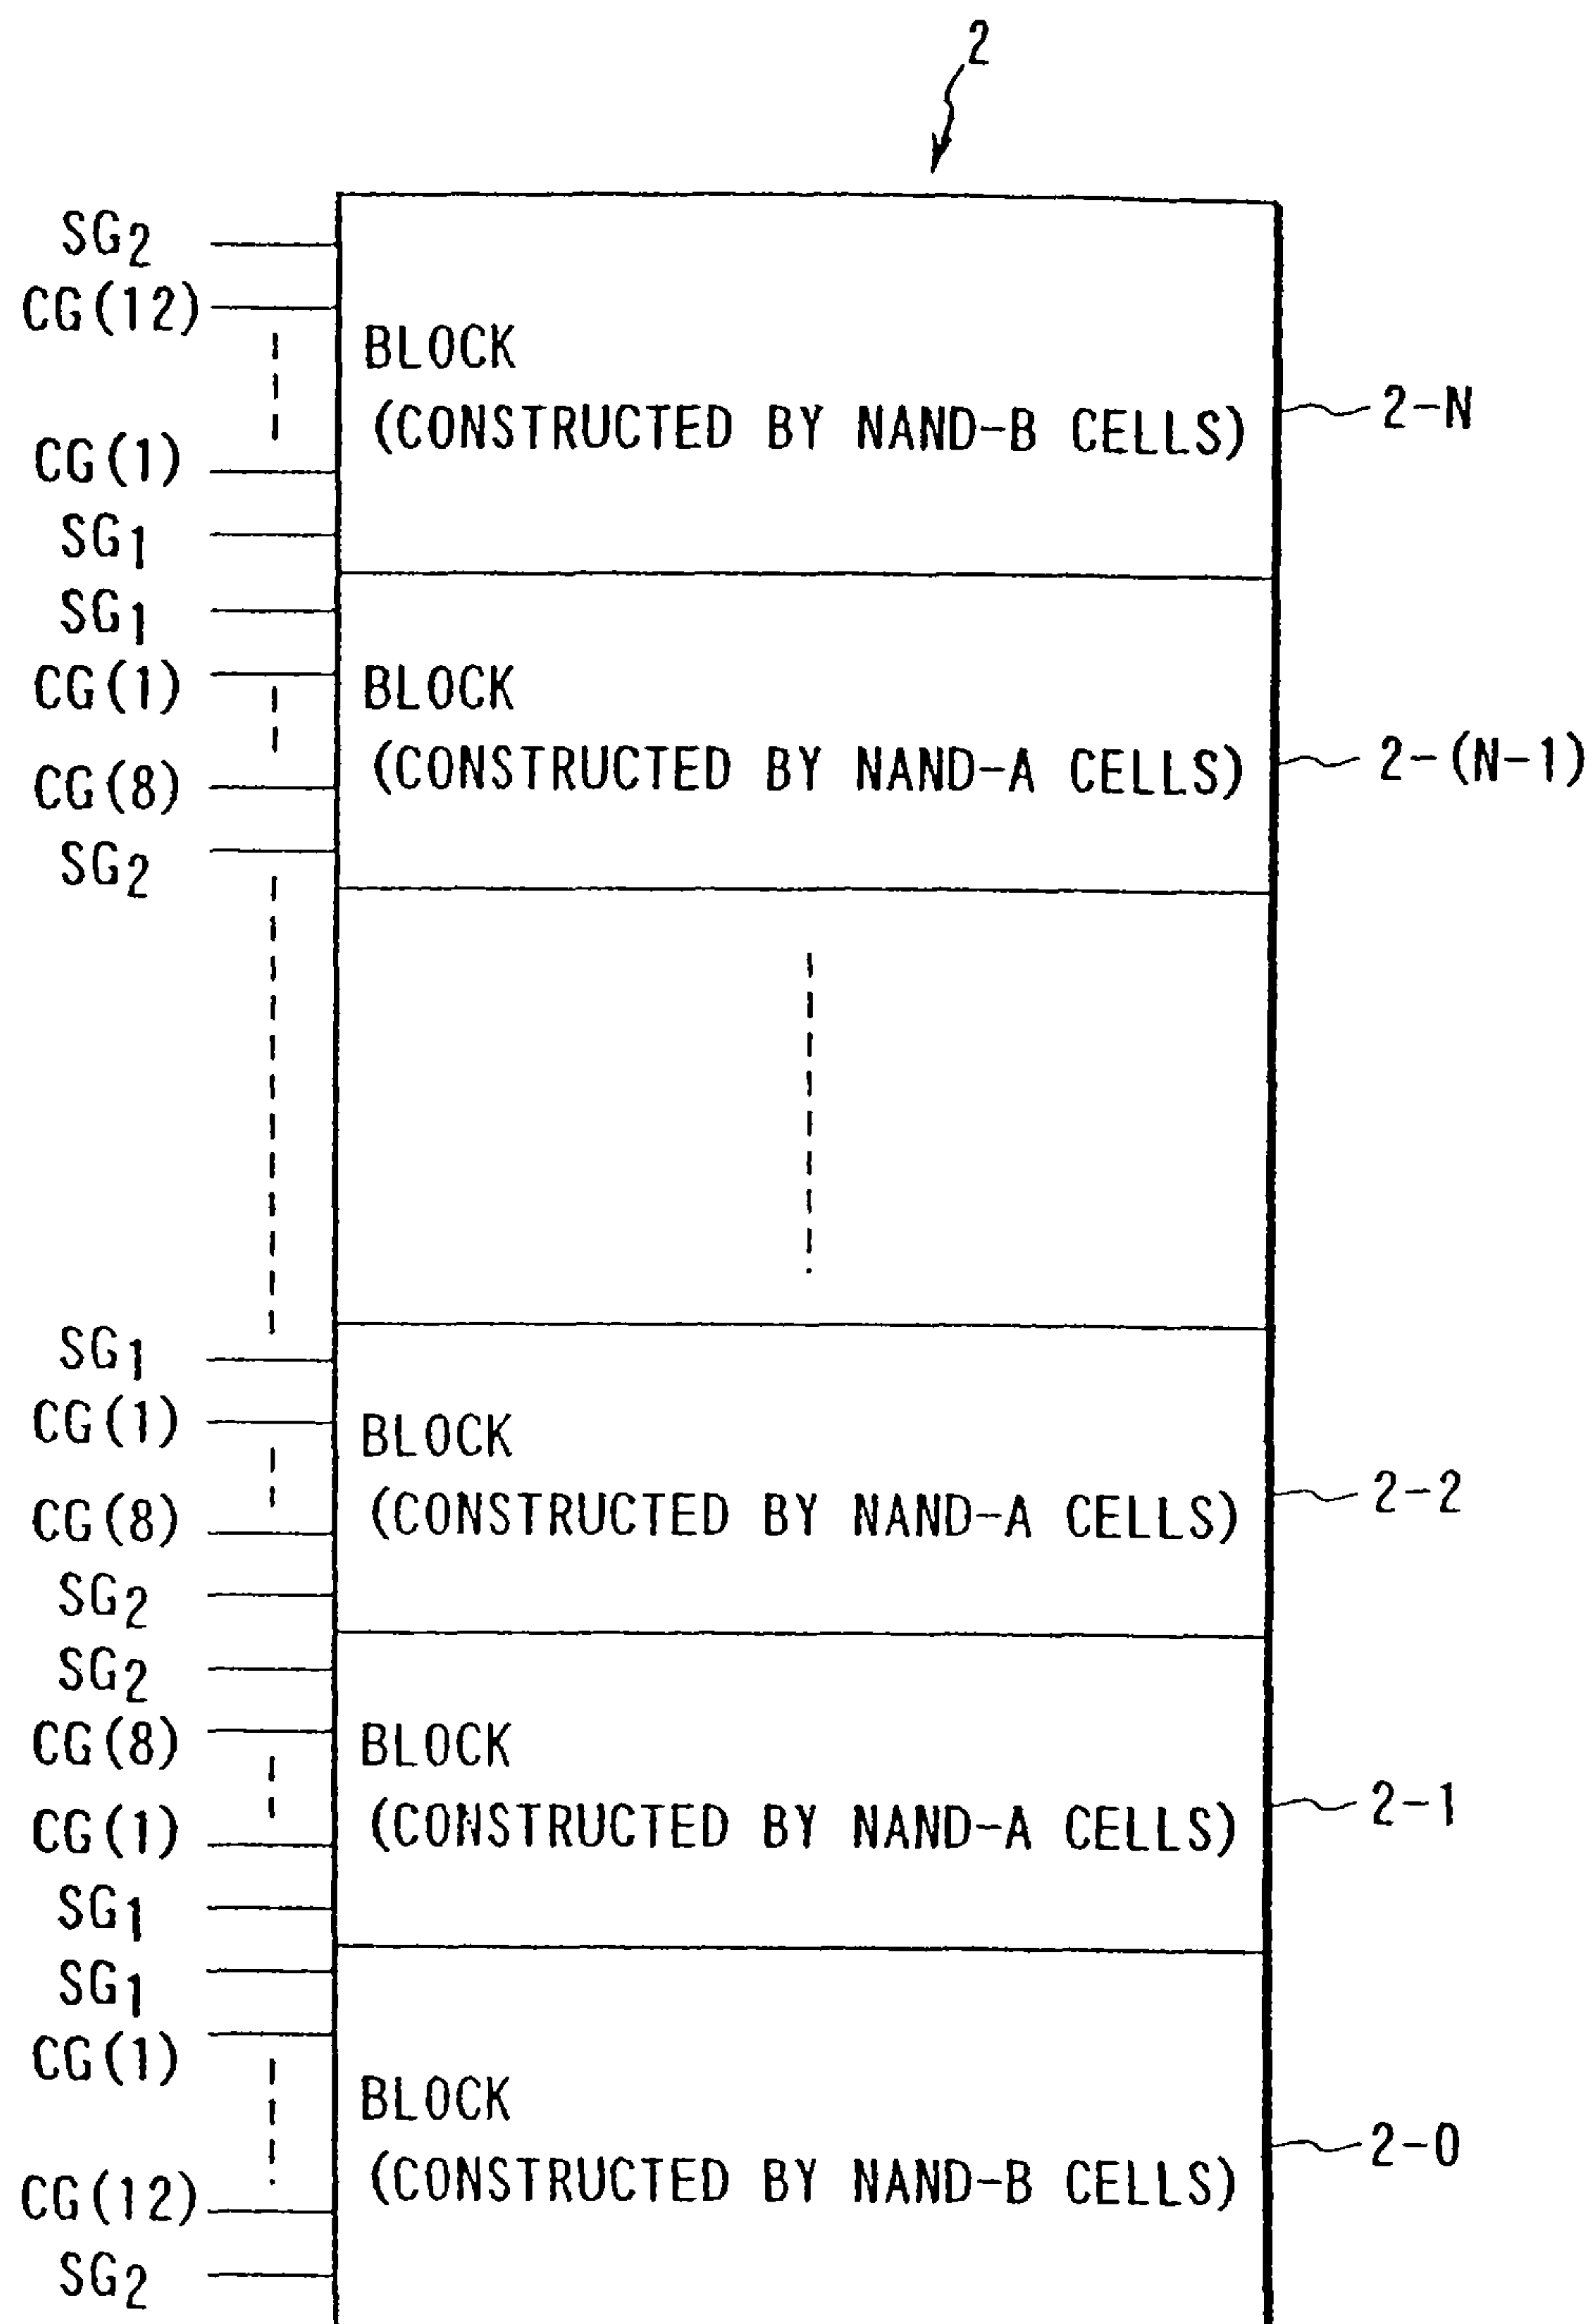 2
SG2
CG(12)
BLOCK
(CONSTRUCTED BY NAND-B CELLS)
2-N
CG(1)
SG1
SG1
CG(1)
BLOCK
(CONSTRUCTED BY NAND-A CELLS)
2-(N-1)
CG(8)
SG2
SG1
CG(1)
BLOCK
(CONSTRUCTED BY NAND-A CELLS)
2-2
CG(8)
SG2
SG2
CG(8)
BLOCK
(CONSTRUCTED BY NAND-A CELLS)
2-1
CG(1)
SG1
SG1
CG(1)
BLOCK
(CONSTRUCTED BY NAND-B CELLS)
2-0
CG(12)
SG2